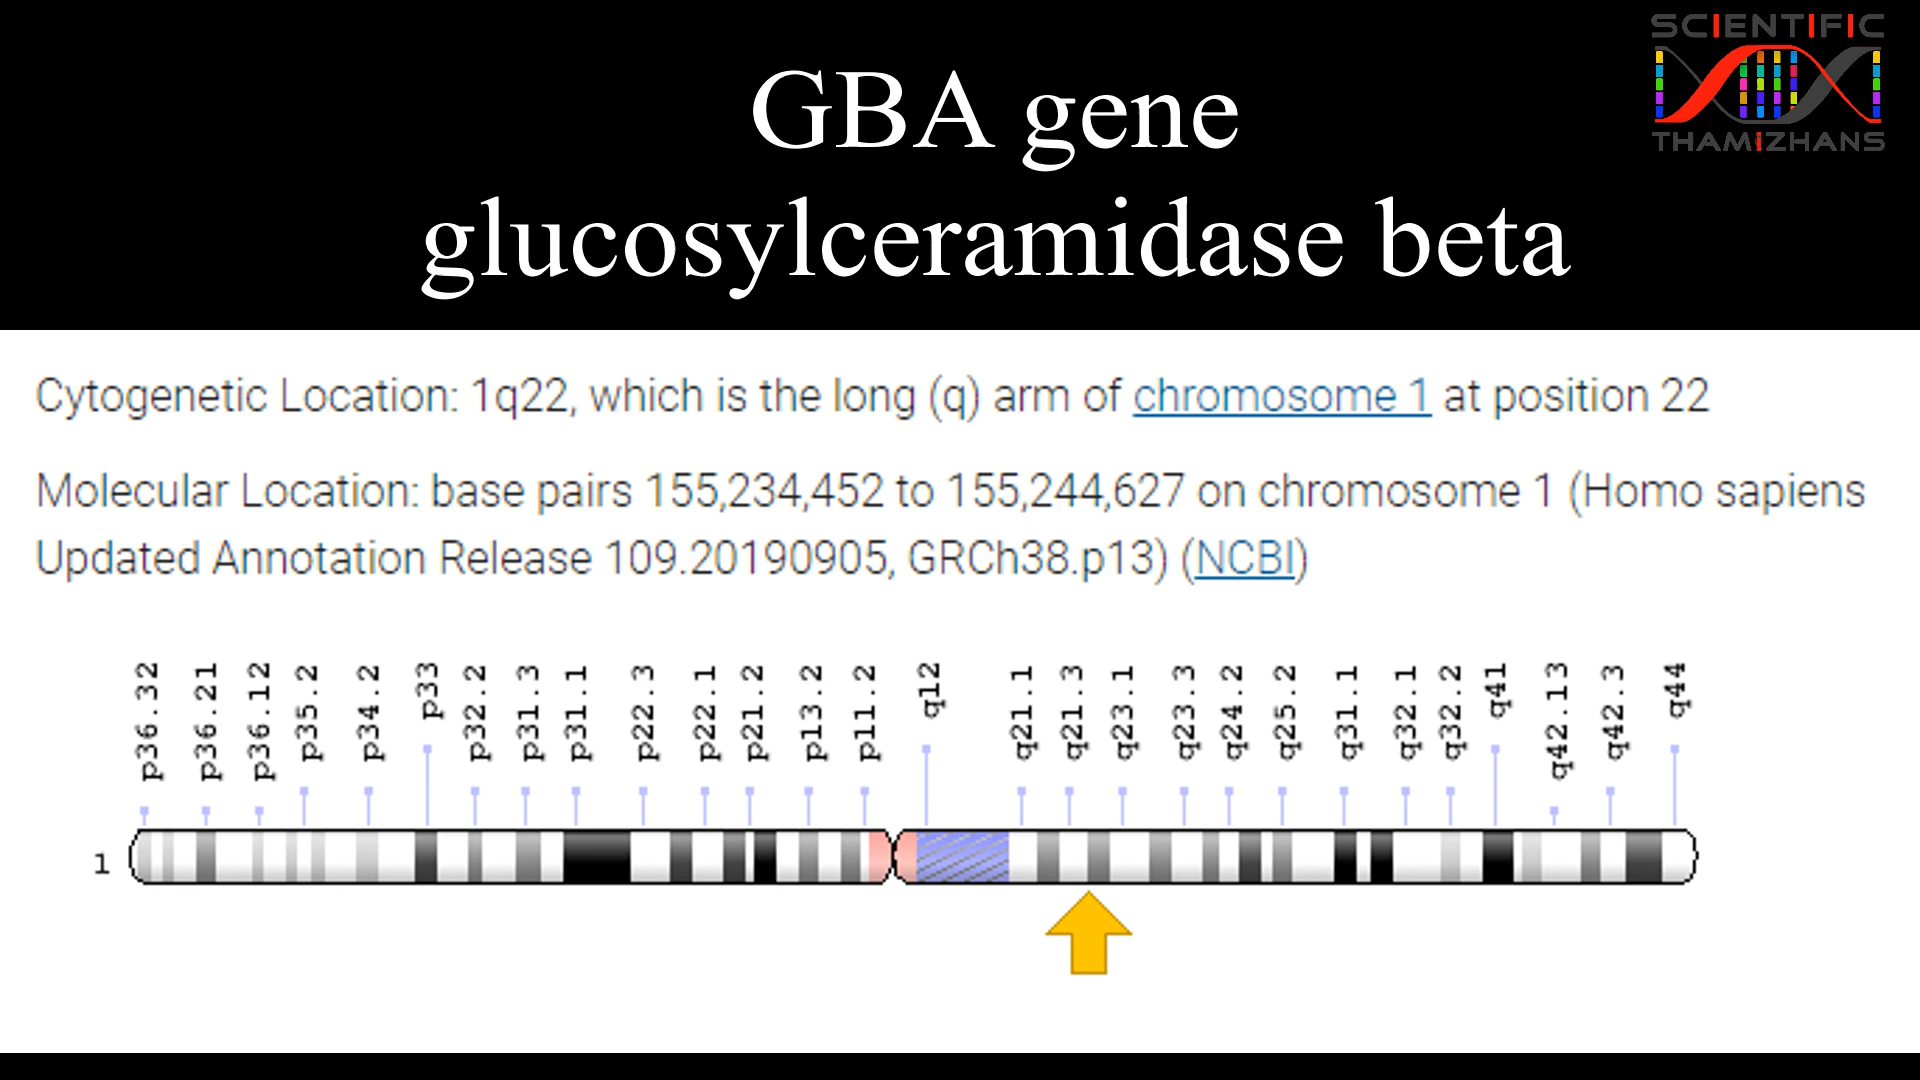 SCIENTIFIC
THAMIZHANS
GBA gene
glucosylceramidase beta
Cytogenetic Location: 1q22, which is the long (q) arm of chromosome 1 at position 22
Molecular Location: base pairs 155,234,452 to 155,244,627 on chromosome 1 (Homo sapiens
Updated Annotation Release 109.20190905, GRCh38.p13) (NCBI)
p36.32
p36.21
p36.12
p35.2
p34.2
p33
p32.2
p31.3
p31.1
p22.3
p22.1
p21.2
p13.2
p11.2
q12
q21.1
q21.3
q23.1
q23.3
q24.2
q25.2
q31.1
q32.1
q32.2
q41
q42.13
q42.3
q44
1